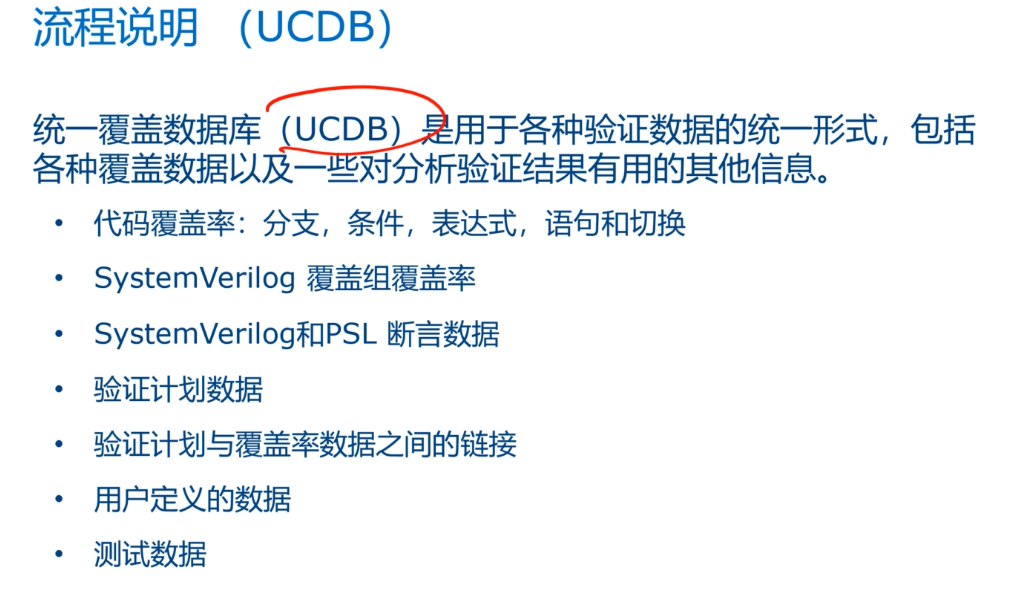 流程说明 （UCDB）
统一覆盖数据库（UCDB）是用于各种验证数据的统一形式，包括
各种覆盖数据以及一些对分析验证结果有用的其他信息。
• 代码覆盖率：分支，条件，表达式，语句和切换
• SystemVerilog 覆盖组覆盖率
• SystemVerilog和PSL 断言数据
• 验证计划数据
• 验证计划与覆盖率数据之间的链接
• 用户定义的数据
• 测试数据